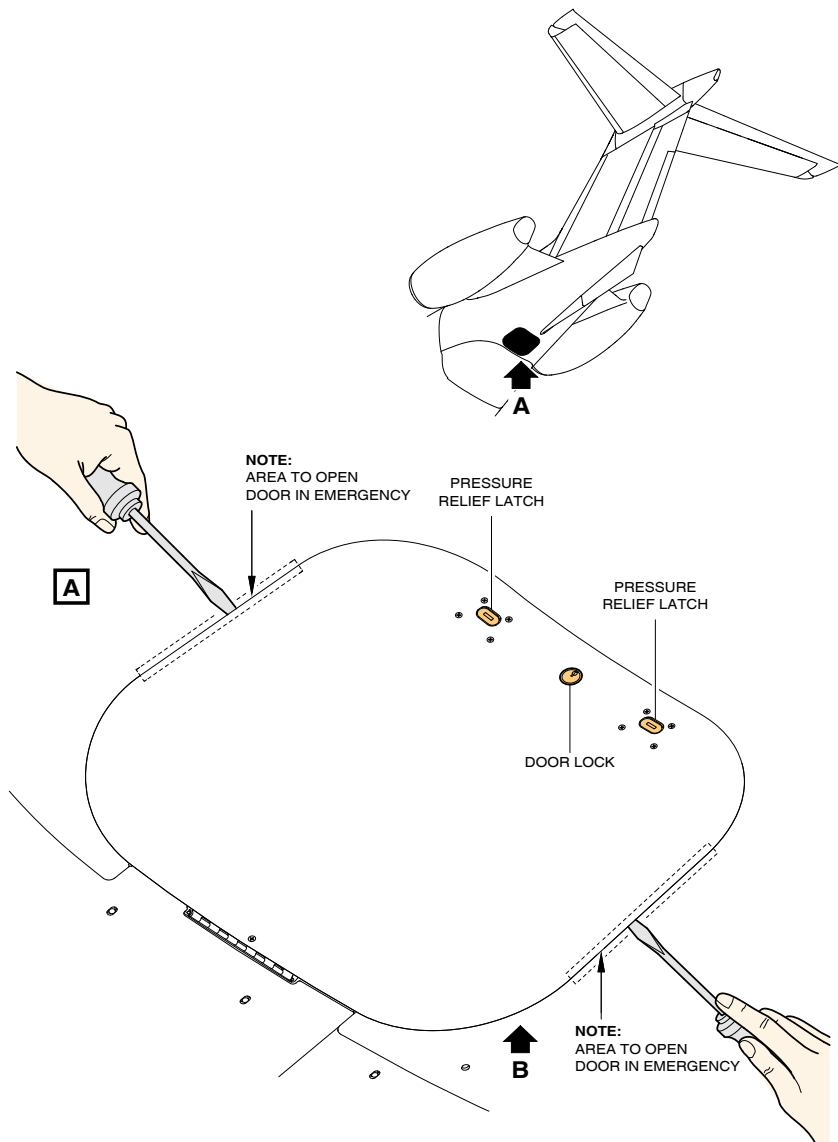 A
NOTE:
AREA TO OPEN
DOOR IN EMERGENCY
PRESSURE
RELIEF LATCH
A
PRESSURE
RELIEF LATCH
DOOR LOCK
NOTE:
AREA TO OPEN
DOOR IN EMERGENCY
B